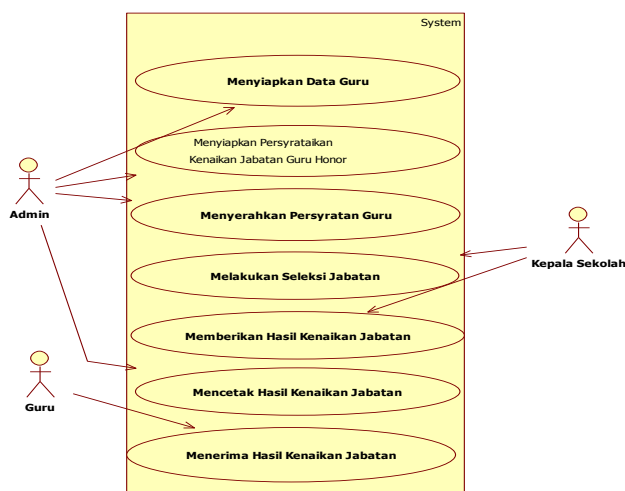 System
Menyiapkan Data Guru
Menyiapkan Persyrataikan
Kenaikan Jabatan Guru Honor
Admin
Menyerahkan Persyratan Guru
Kepala Sekolah
Melakukan Seleksi Jabatan
Memberikan Hasil Kenaikan Jabatan
Mencetak Hasil Kenaikan Jabatan
Guru
Menerima Hasil Kenaikan Jabatan